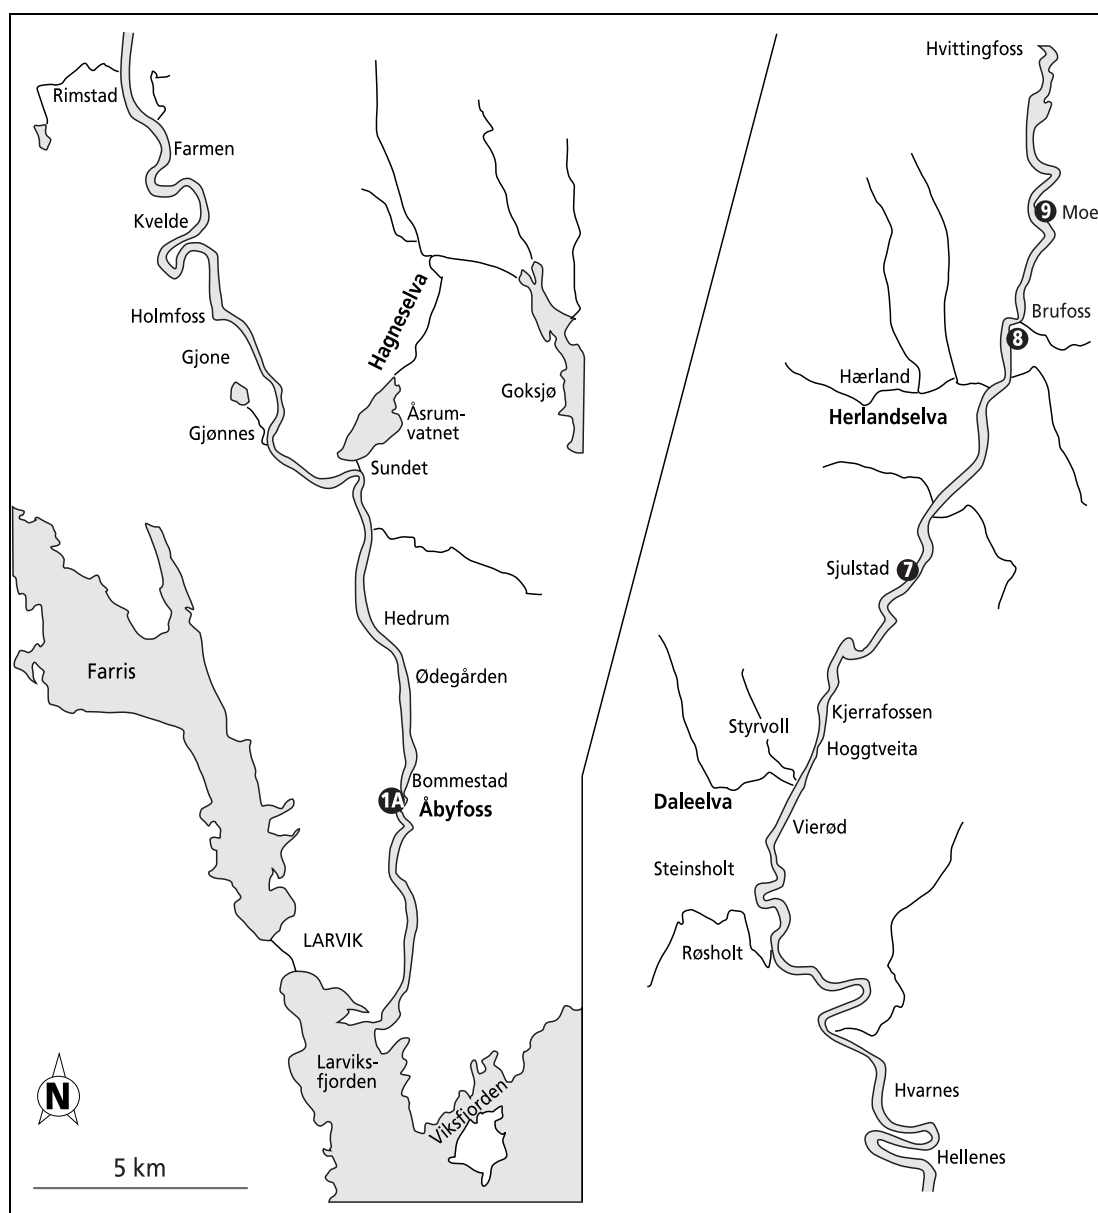 Rimstad
Farmen
Kvelde
Holmfoss
Gjone
Gjønnes
Hagneselva
Goksjø
Åsrum-
vatnet
Sundet
Hedrum
Farris
Ødegården
Bommestad
1A
Åbyfoss
LARVIK
Larviks-
fjorden
Viksfjorden
N
5 km
Hvittingfoss
9
Moe
Brufoss
8
Hærland
Herlandselva
Sjulstad
7
Kjerrafossen
Styrvoll
Hoggtveita
Daleelva
Vierød
Steinsholt
Røsholt
Hvarnes
Hellenes